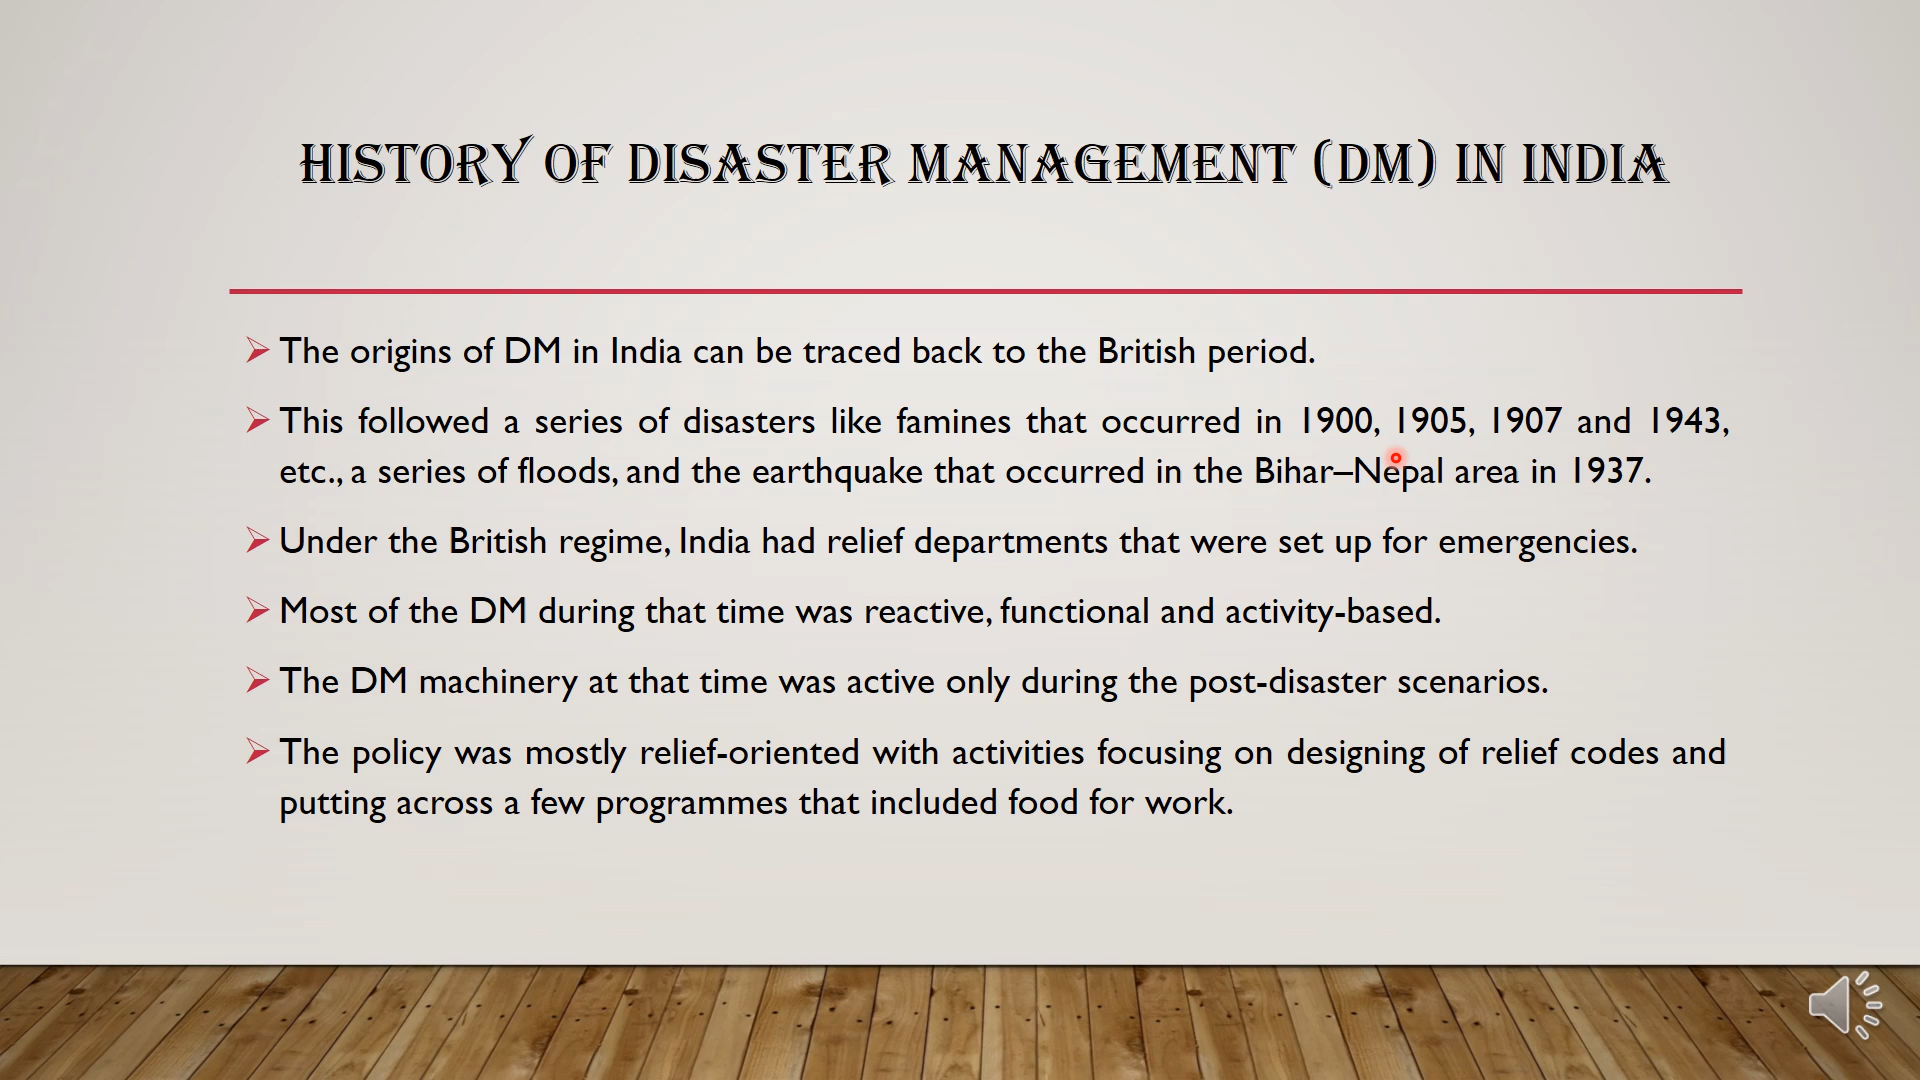 HISTORY OF DISASTER MANAGEMENT (DM) IN INDIA
The origins of DM in India can be traced back to the British period.
This followed a series of disasters like famines that occurred in 1900, 1905, 1907 and 1943,
etc., a series of floods, and the earthquake that occurred in the Bihar–Nepal area in 1937.
Under the British regime, India had relief departments that were set up for emergencies.
Most of the DM during that time was reactive, functional and activity-based.
The DM machinery at that time was active only during the post-disaster scenarios.
The policy was mostly relief-oriented with activities focusing on designing of relief codes and
putting across a few programmes that included food for work.